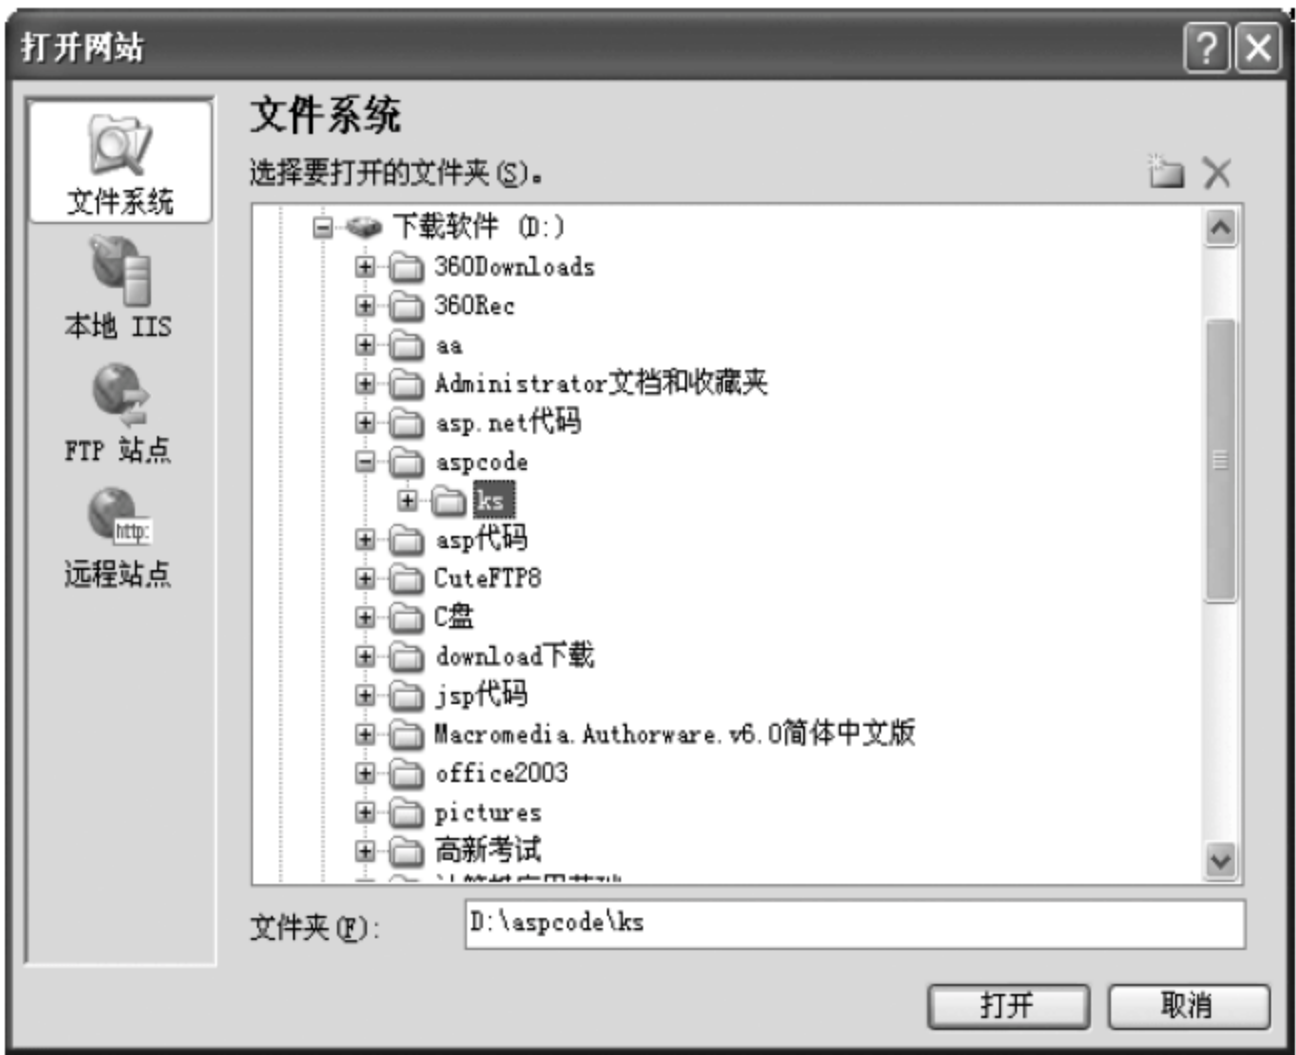 打开网站
文件系统
本地 IIS
FTP 站点
http:
远程站点
文件系统
选择要打开的文件夹(S)。
下载软件 (D:)
360Downloads
360Rec
aa
Administrator文档和收藏夹
asp.net代码
aspcode
ks
asp代码
CuteFTP8
C盘
download下载
jsp代码
Macromedia.Authorware.v6.0简体中文版
office2003
pictures
高新考试
文件夹(F):
D:\aspcode\ks
打开
取消